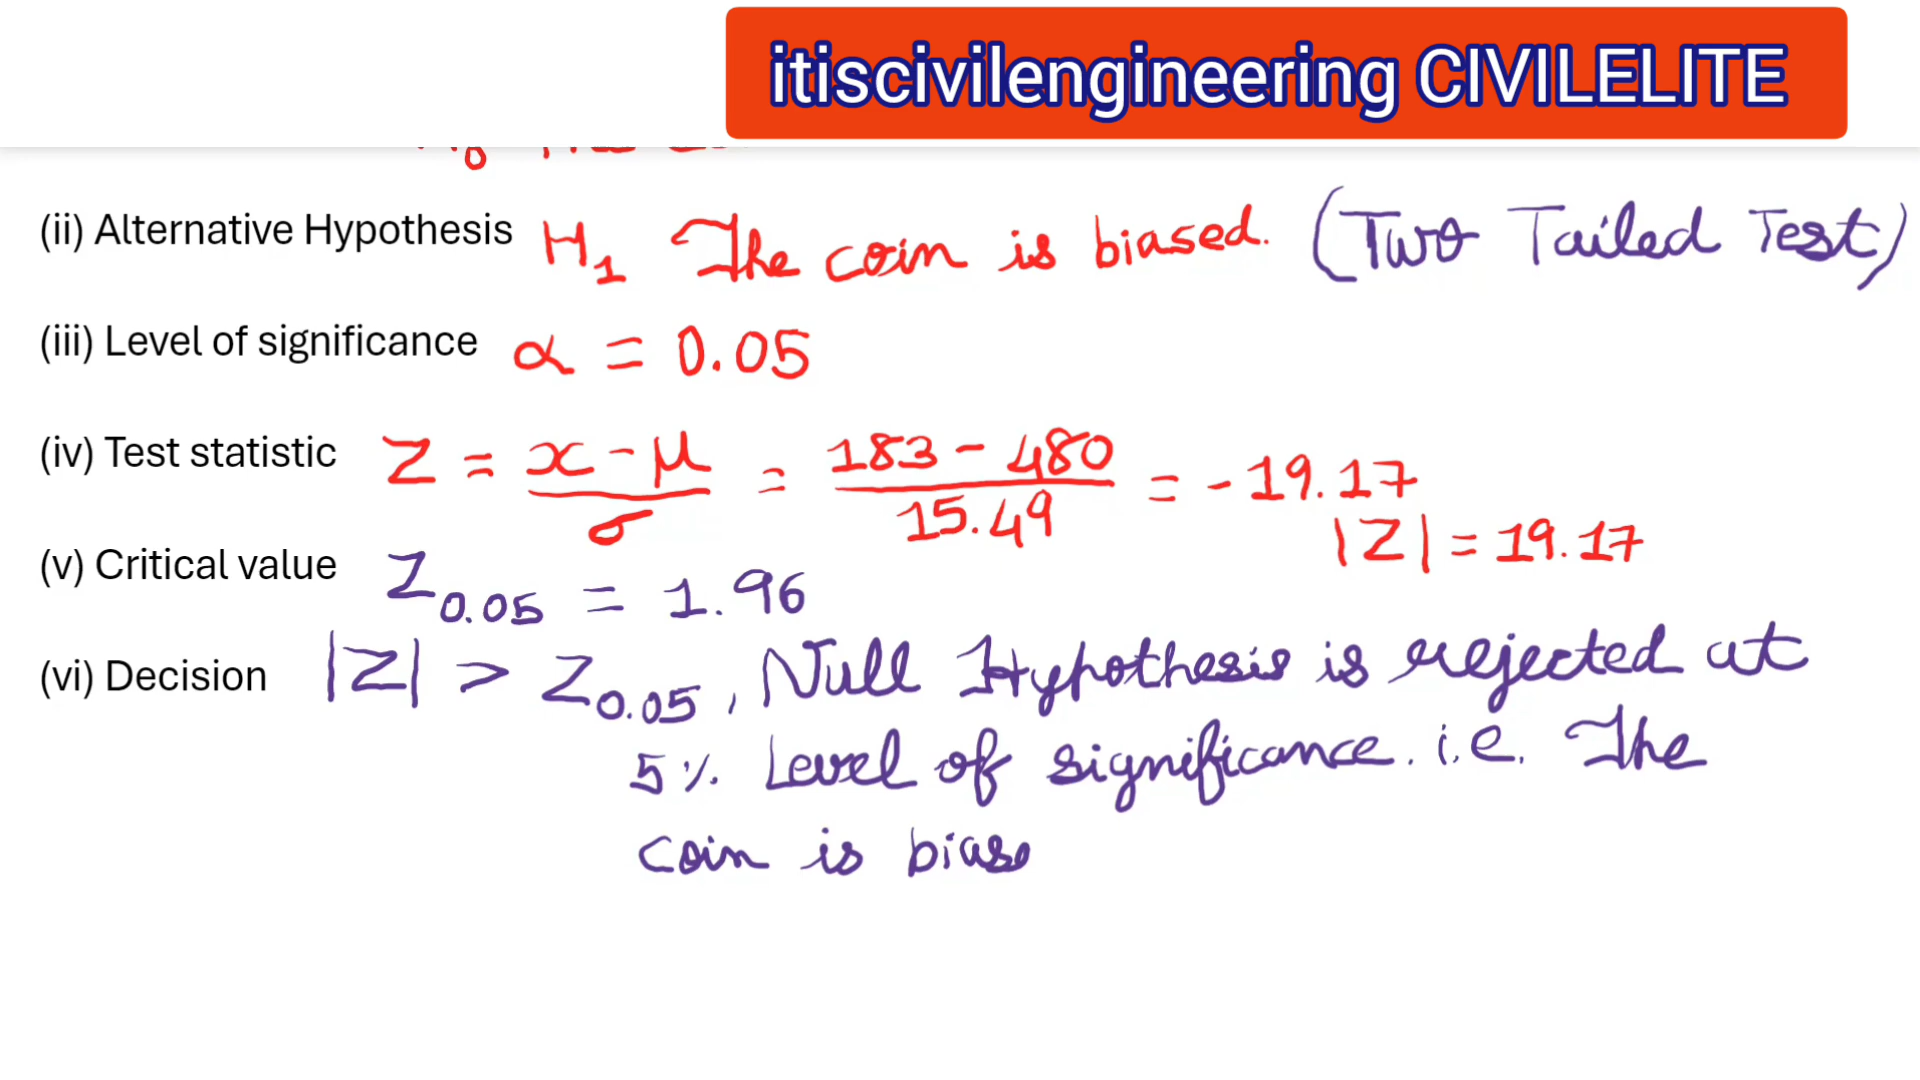 itiscivilengineering CIVILELITE
(ii) Alternative Hypothesis H₁ The coin is biased. (Two Tailed Test)
(iii) Level of significance α = 0.05
(iv) Test statistic Z = (x - μ)/σ = (183 - 480)/15.49 = -19.17
|Z| = 19.17
(v) Critical value Z₀.₀₅ = 1.96
(vi) Decision |Z| > Z₀.₀₅, Null Hypothesis is rejected at
5% Level of significance. i.e. The
coin is biase